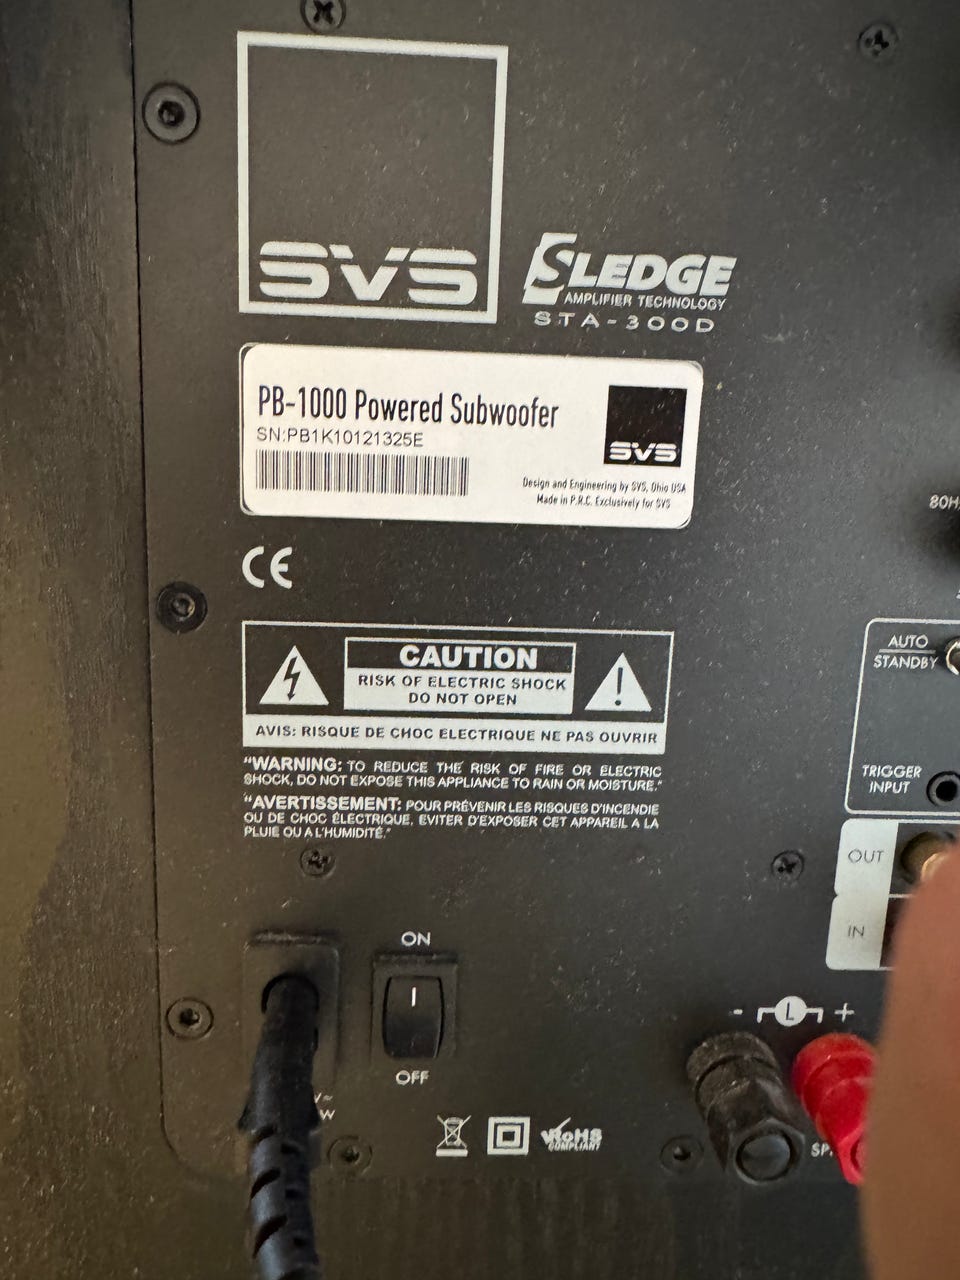 SVS
SLEDGE
AMPLIFIER TECHNOLOGY
STA-300D
PB-1000 Powered Subwoofer
SN:PB1K10121325E
SVS
Design and Engineering by SVS, Ohio USA
Made in P.R.C. Exclusively for SVS
80H
CE
AUTO
STANDBY
CAUTION
RISK OF ELECTRIC SHOCK
DO NOT OPEN
AVIS: RISQUE DE CHOC ELECTRIQUE NE PAS OUVRIR
"WARNING: TO REDUCE THE RISK OF FIRE OR ELECTRIC
SHOCK, DO NOT EXPOSE THIS APPLIANCE TO RAIN OR MOISTURE."
"AVERTISSEMENT: POUR PRÉVENIR LES RISQUES D'INCENDIE
OU DE CHOC ÉLECTRIQUE, EVITER D'EXPOSER CET APPAREIL A LA
PLUIE OU A L'HUMIDITÉ."
TRIGGER
INPUT
OUT
IN
ON
OFF
- L +
V~
W
RoHS
COMPLIANT